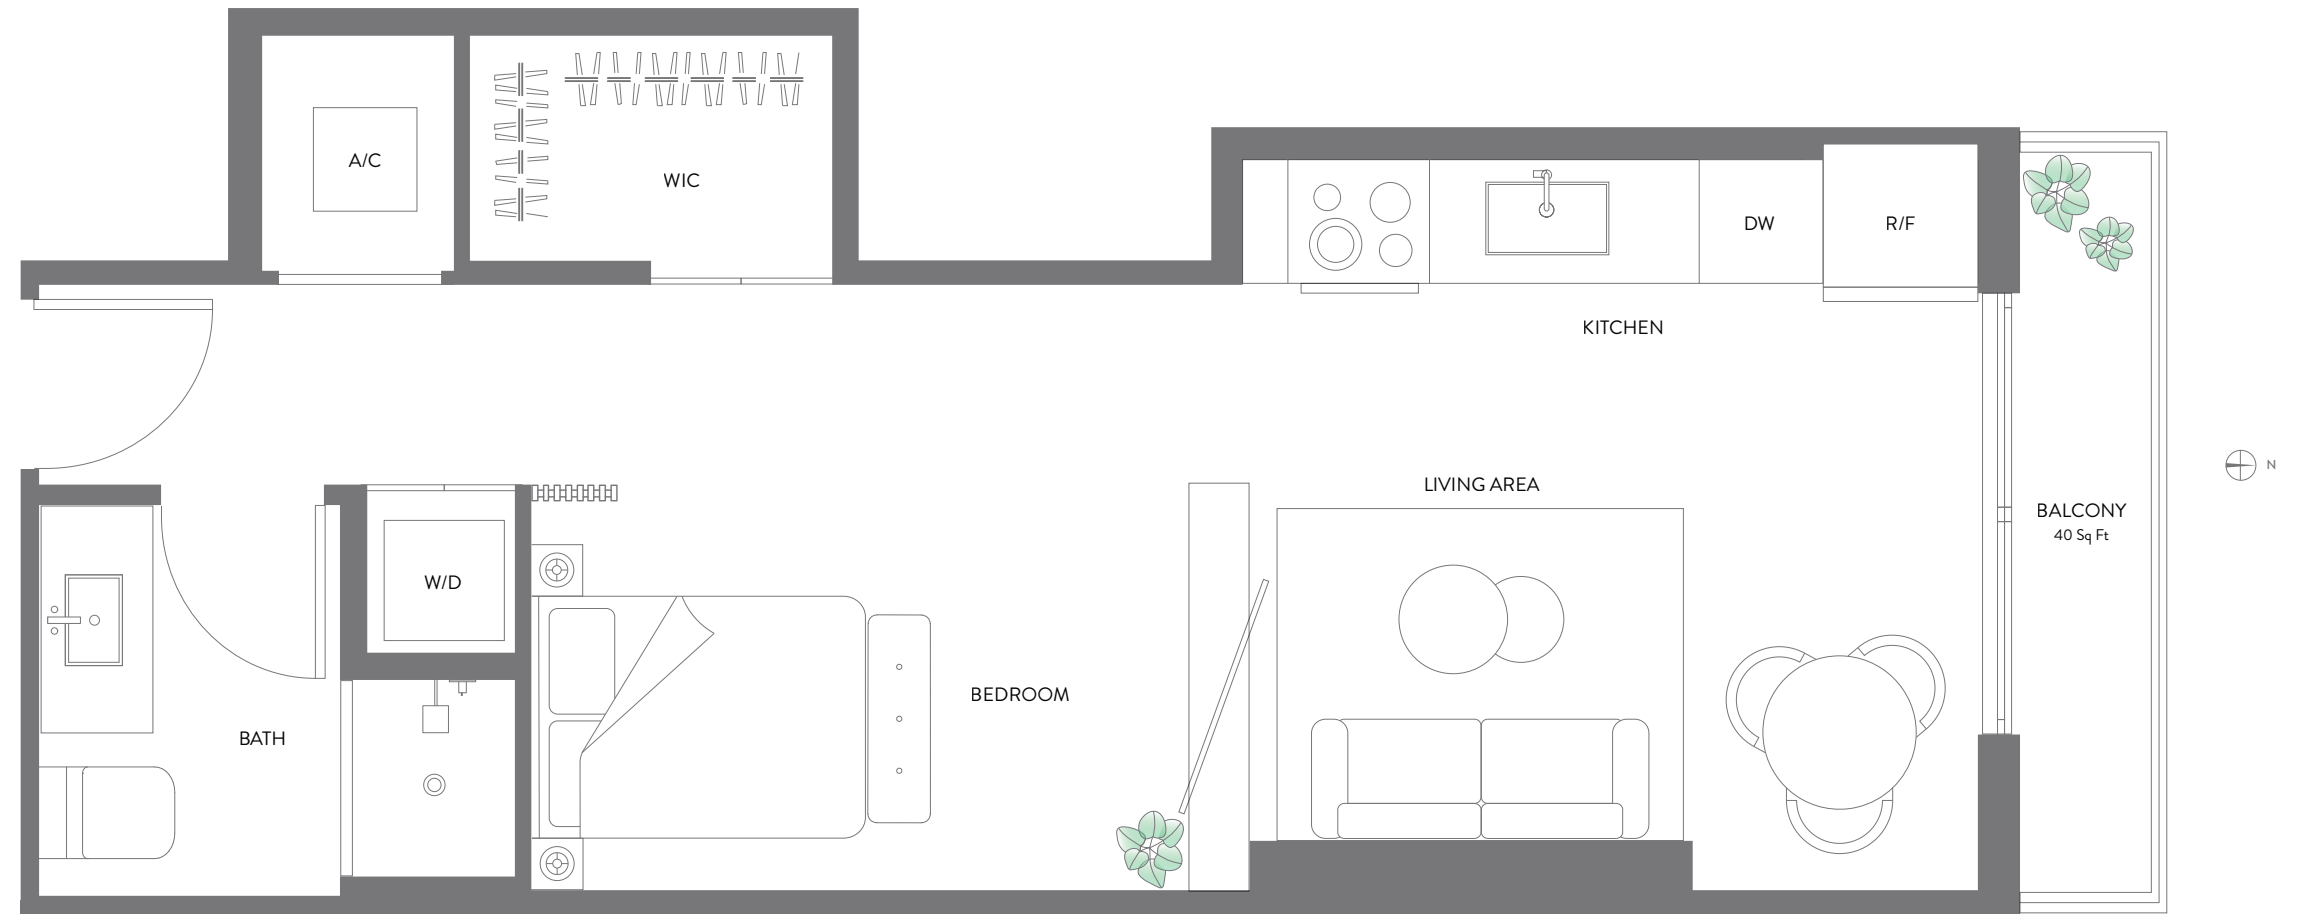 A/C
WIC
DW
R/F
KITCHEN
LIVING AREA
N
BALCONY
40 Sq Ft
W/D
BEDROOM
BATH